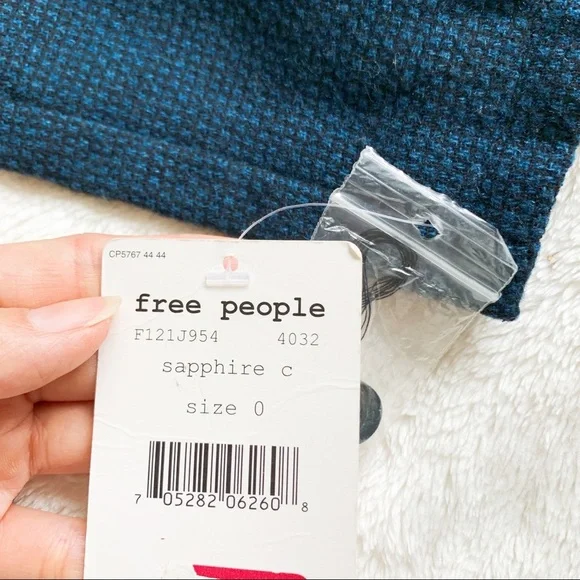 CP5767 44 44
free people
F121J954 4032
sapphire c
size 0
7 05282 06260 8